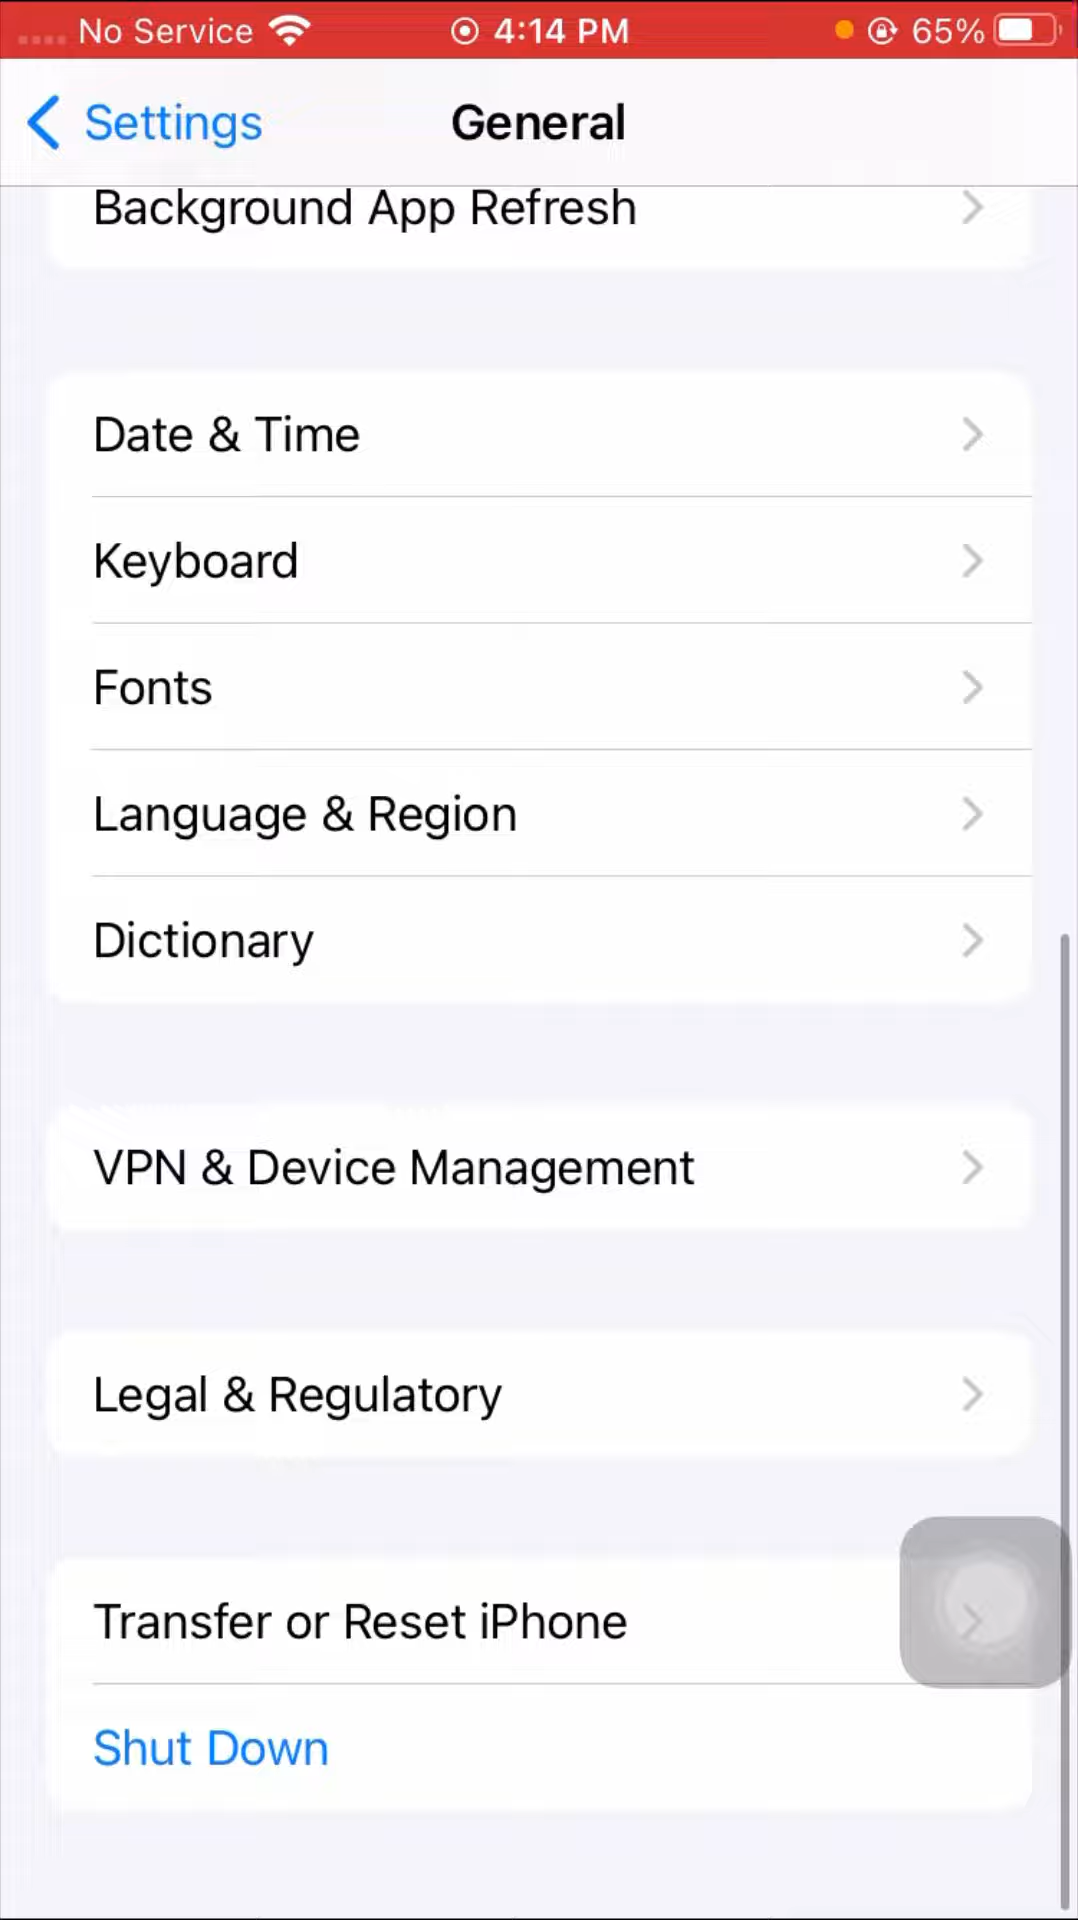 No Service 4:14 PM 65%
Settings General
Background App Refresh
Date & Time
Keyboard
Fonts
Language & Region
Dictionary
VPN & Device Management
Legal & Regulatory
Transfer or Reset iPhone
Shut Down